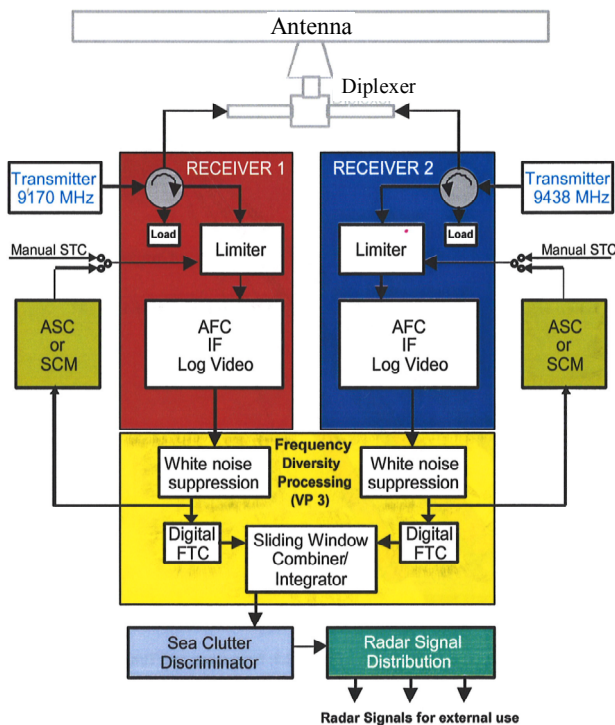 Antenna
Diplexer
RECEIVER 1
RECEIVER 2
Transmitter
9170 MHz
Transmitter
9438 MHz
Load
Load
Manual STC
Limiter
Limiter
Manual STC
ASC
or
SCM
AFC
IF
Log Video
AFC
IF
Log Video
ASC
or
SCM
Frequency
Diversity
Processing
(VP 3)
White noise
suppression
White noise
suppression
Digital
FTC
Sliding Window
Combiner/
Integrator
Digital
FTC
Sea Clutter
Discriminator
Radar Signal
Distribution
Radar Signals for external use